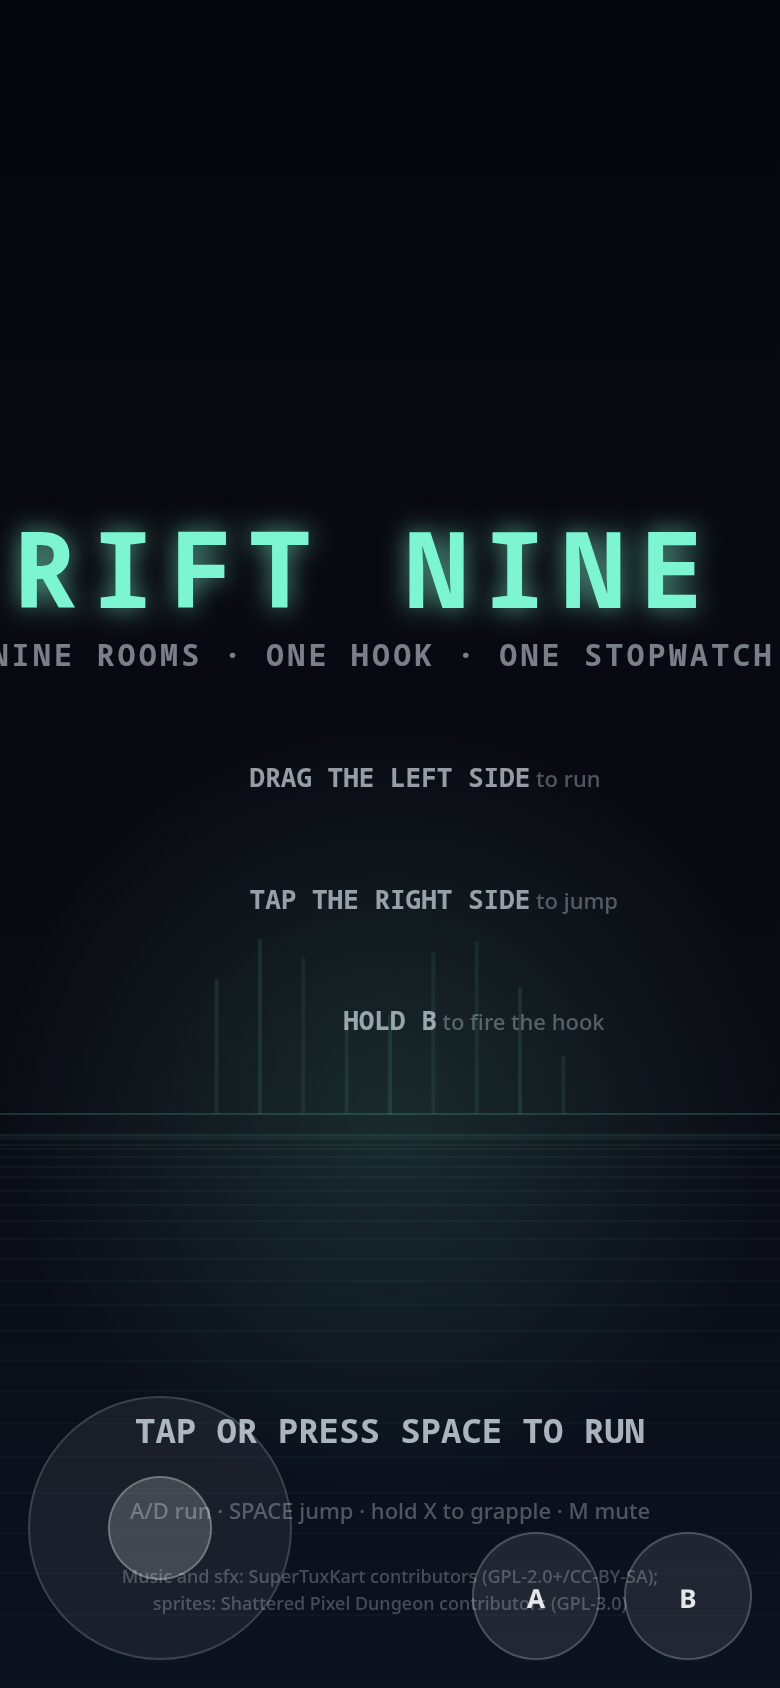 RIFT NINE
NINE ROOMS · ONE HOOK · ONE STOPWATCH
DRAG THE LEFT SIDE to run
TAP THE RIGHT SIDE to jump
HOLD B to fire the hook
TAP OR PRESS SPACE TO RUN
A/D run · SPACE jump · hold X to grapple · M mute
Music and sfx: SuperTuxKart contributors (GPL-2.0+/CC-BY-SA);
sprites: Shattered Pixel Dungeon contributors (GPL-3.0)
A B